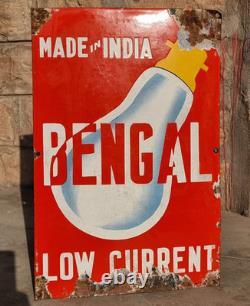 MADE IN INDIA
BENGAL
LOW CURRENT